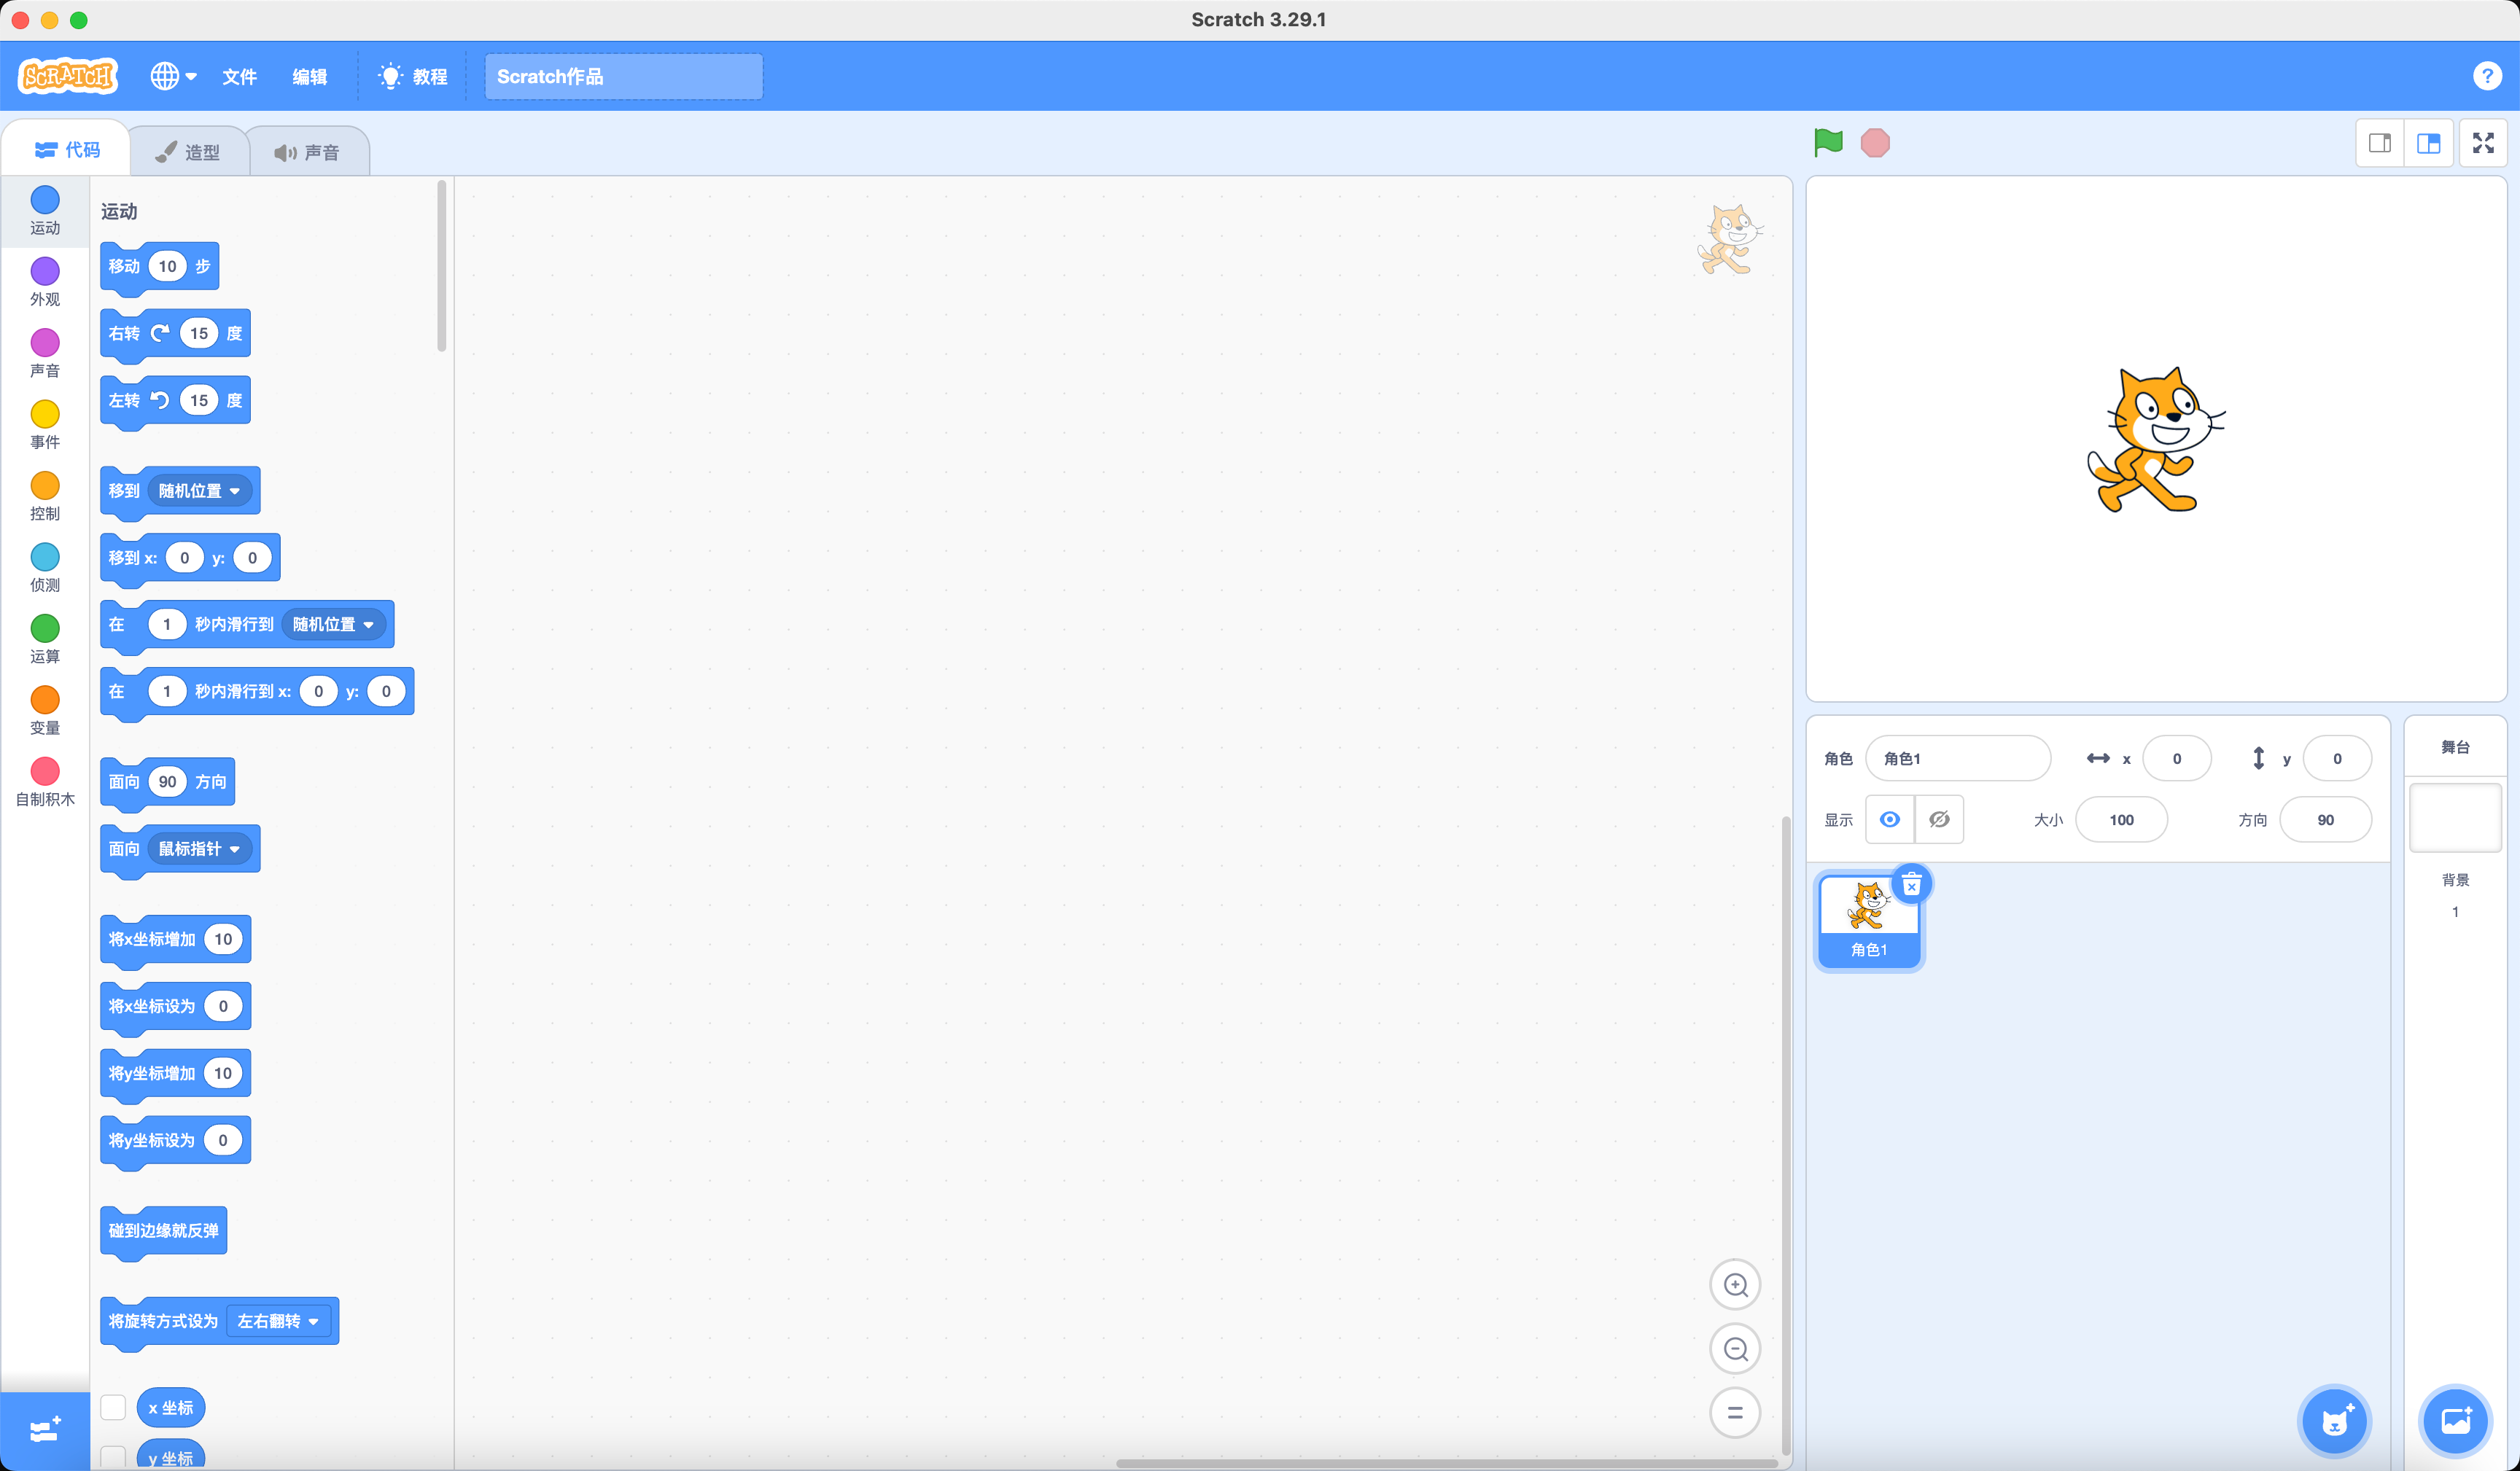 Scratch 3.29.1
SCRATCH
文件
编辑
教程
Scratch作品
?
代码
造型
声音
运动
外观
声音
事件
控制
侦测
运算
变量
自制积木
运动
移动 10 步
右转 15 度
左转 15 度
移到 随机位置
移到 x: 0 y: 0
在 1 秒内滑行到 随机位置
在 1 秒内滑行到 x: 0 y: 0
面向 90 方向
面向 鼠标指针
将x坐标增加 10
将x坐标设为 0
将y坐标增加 10
将y坐标设为 0
碰到边缘就反弹
将旋转方式设为 左右翻转
x 坐标
y 坐标
角色 角色1 x 0 y 0
显示 大小 100 方向 90
角色1
舞台
背景
1